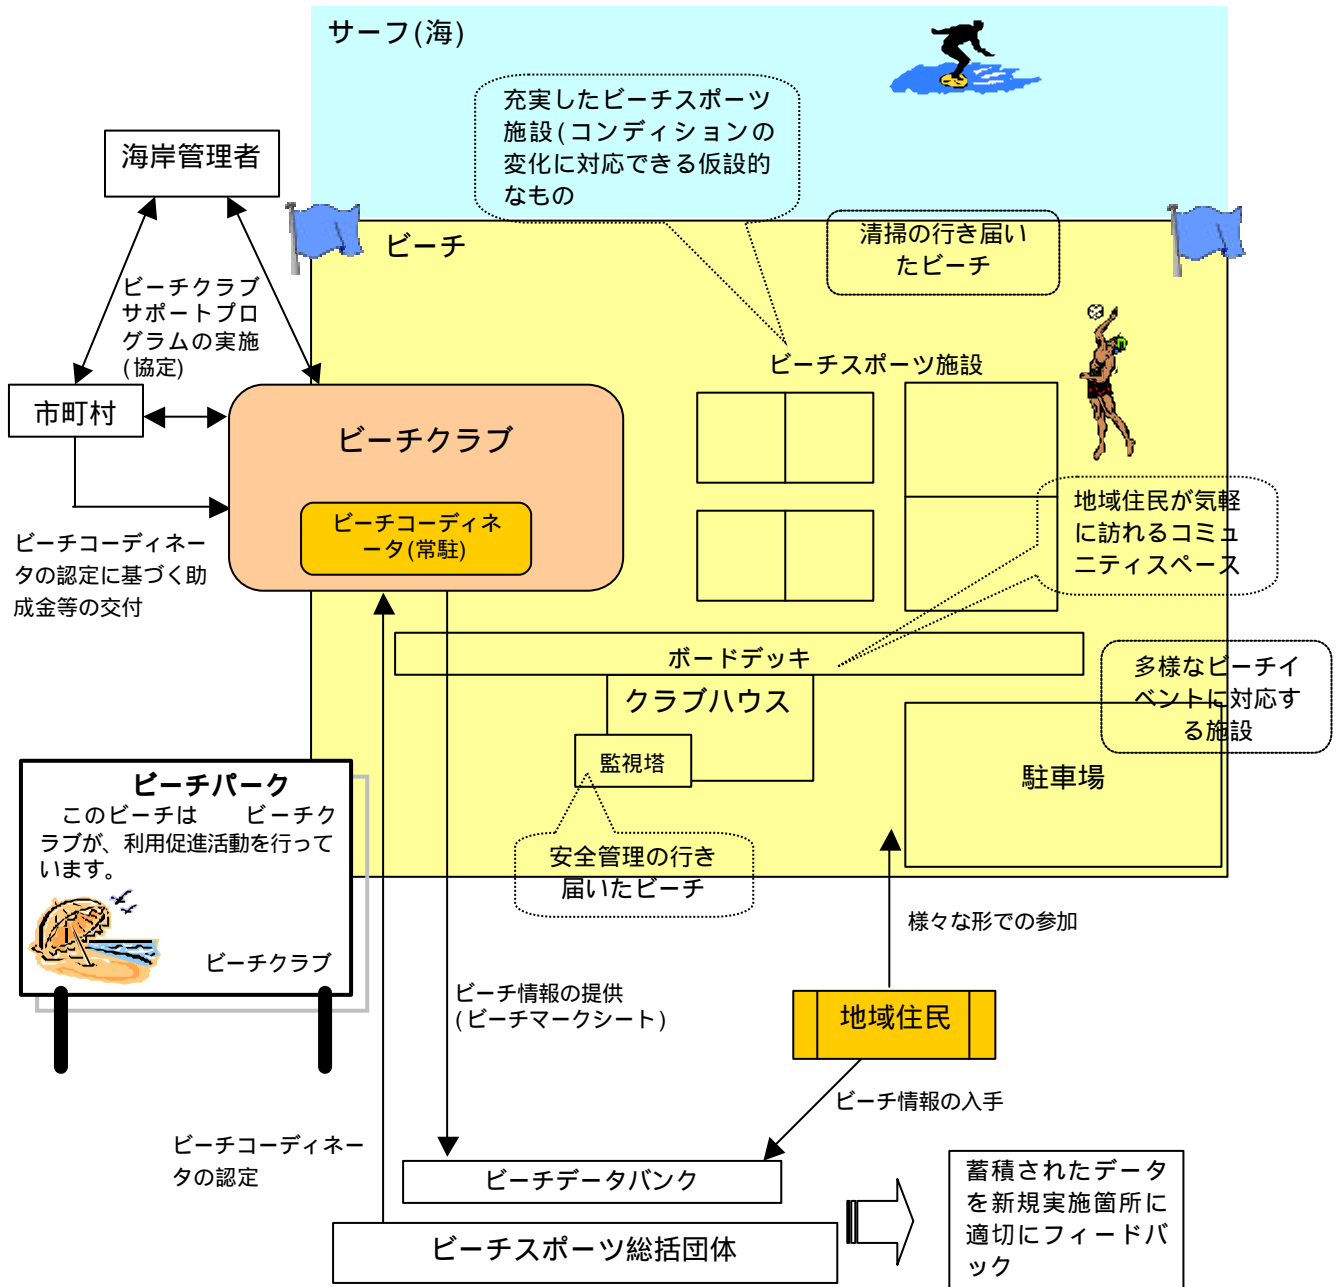 サーフ(海)
充実したビーチスポーツ
施設(コンディションの
変化に対応できる仮設的
なもの
海岸管理者
ビーチ
清掃の行き届い
たビーチ
ビーチクラブ
サポートプロ
グラムの実施
(協定)
ビーチスポーツ施設
市町村
ビーチクラブ
ビーチコーディネ
ータ(常駐)
地域住民が気軽
に訪れるコミュ
ニティスペース
ビーチコーディネー
タの認定に基づく助
成金等の交付
ボードデッキ
クラブハウス
監視塔
多様なビーチイ
ベントに対応す
る施設
駐車場
ビーチパーク
このビーチは　　ビーチク
ラブが、利用促進活動を行って
います。
ビーチクラブ
安全管理の行き
届いたビーチ
様々な形での参加
ビーチ情報の提供
(ビーチマークシート)
地域住民
ビーチ情報の入手
ビーチコーディネー
タの認定
ビーチデータバンク
ビーチスポーツ総括団体
蓄積されたデータ
を新規実施箇所に
適切にフィードバ
ック